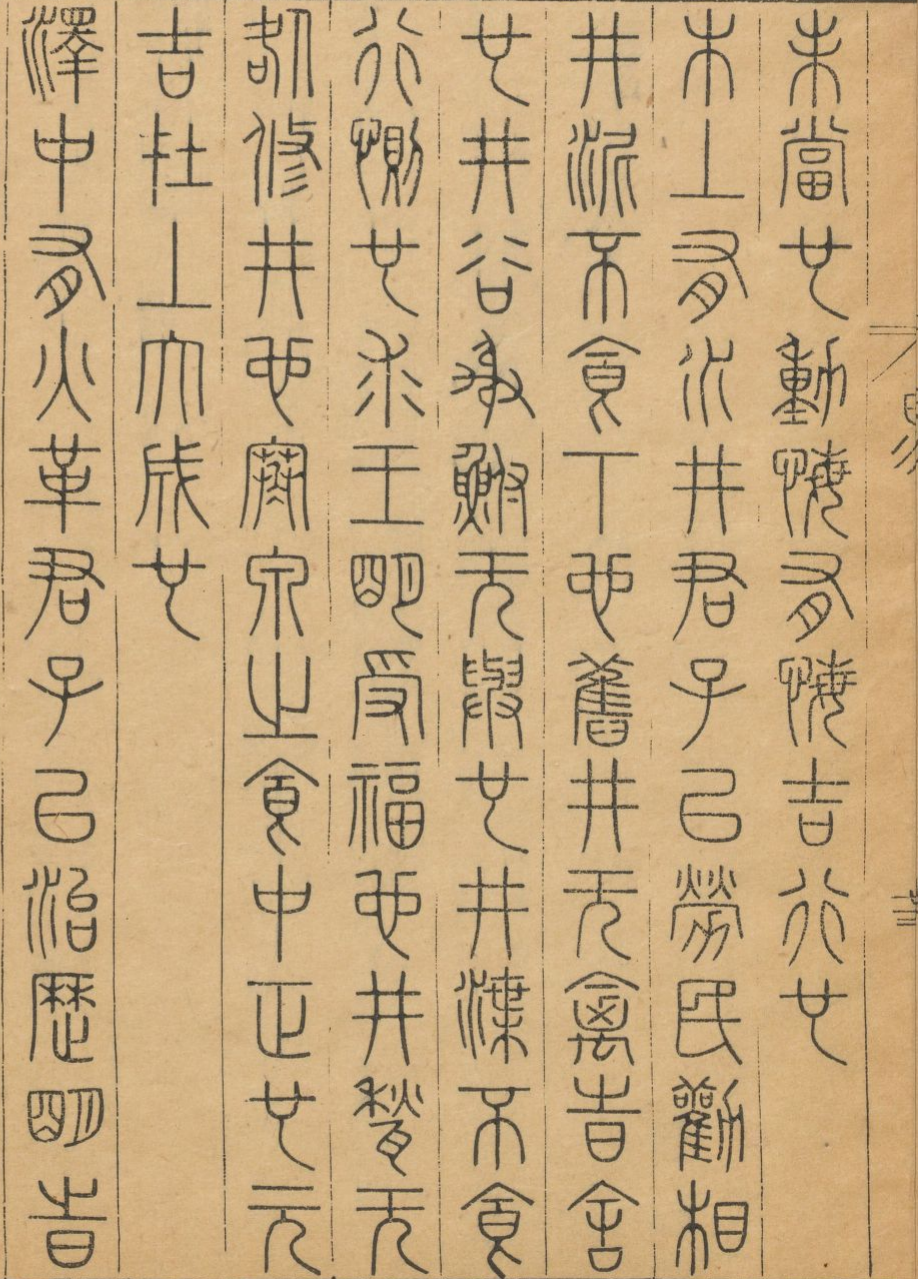 未當也動悔有悔吉行也
木上有水井君子以勞民勸相
井泥不食下也舊井无禽時舍
也井谷射鮒无與也井渫不食
行惻也求王明受福也井甃无
咎修井也寒泉之食中正也元
吉在上大成也
澤中有火革君子以治歷明時